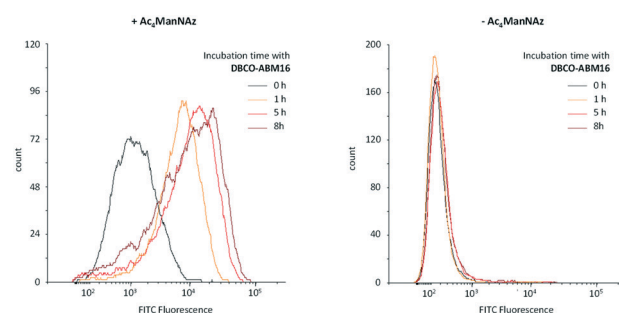 + Ac₄ManNAz
120
96
72
48
24
0
count
10² 10³ 10⁴ 10⁵
FITC Fluorescence
Incubation time with
DBCO-ABM16
0 h
1 h
5 h
8h
- Ac₄ManNAz
200
160
120
80
40
0
count
10² 10³ 10⁴ 10⁵
FITC Fluorescence
Incubation time with
DBCO-ABM16
0 h
1 h
5 h
8h